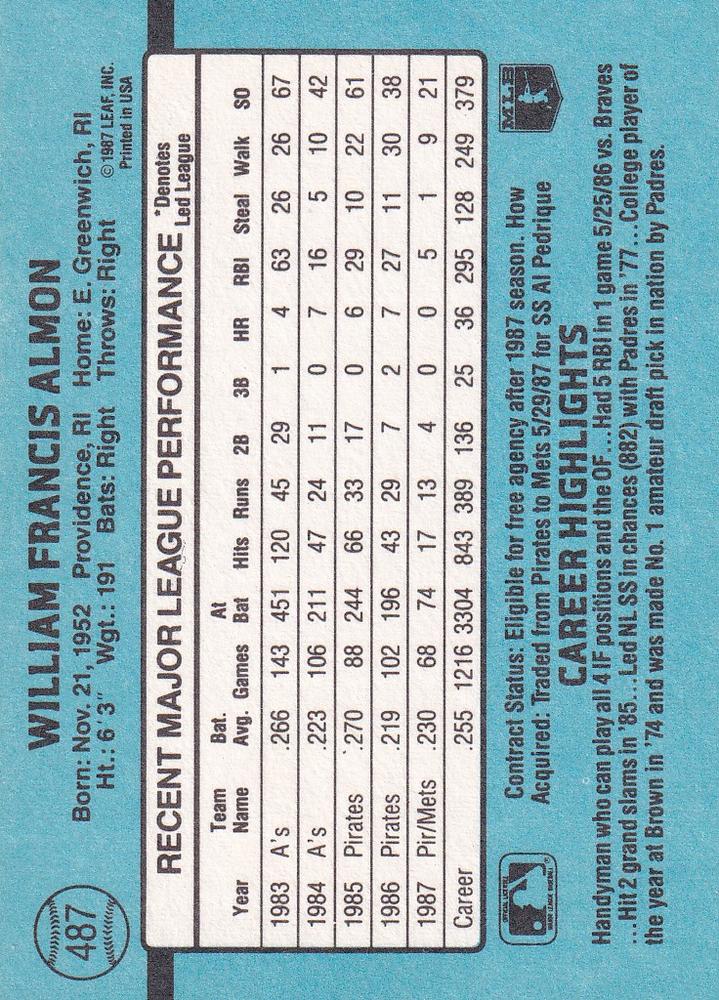 487
WILLIAM FRANCIS ALMON
Born: Nov. 21, 1952 Providence, RI Home: E. Greenwich, RI
Ht.: 6'3" Wgt.: 191 Bats: Right Throws: Right
©1987 LEAF, INC.
Printed in USA
RECENT MAJOR LEAGUE PERFORMANCE *Denotes Led League
Year Team Name Bat. Avg. Games At Bat Hits Runs 2B 3B HR RBI Steal Walk SO
1983 A's .266 143 451 120 45 29 1 4 63 26 26 67
1984 A's .223 106 211 47 24 11 0 7 16 5 10 42
1985 Pirates .270 88 244 66 33 17 0 6 29 10 22 61
1986 Pirates .219 102 196 43 29 7 2 7 27 11 30 38
1987 Pir/Mets .230 68 74 17 13 4 0 0 5 1 9 21
Career .255 1216 3304 843 389 136 25 36 295 128 249 379
OFFICIAL LICENSEE
MAJOR LEAGUE BASEBALL
Contract Status: Eligible for free agency after 1987 season. How
Acquired: Traded from Pirates to Mets 5/29/87 for SS Al Pedrique
MLB
CAREER HIGHLIGHTS
Handyman who can play all 4 IF positions and the OF...Had 5 RBI in 1 game 5/25/86 vs. Braves
...Hit 2 grand slams in '85...Led NL SS in chances (882) with Padres in '77...College player of
the year at Brown in '74 and was made No. 1 amateur draft pick in nation by Padres.